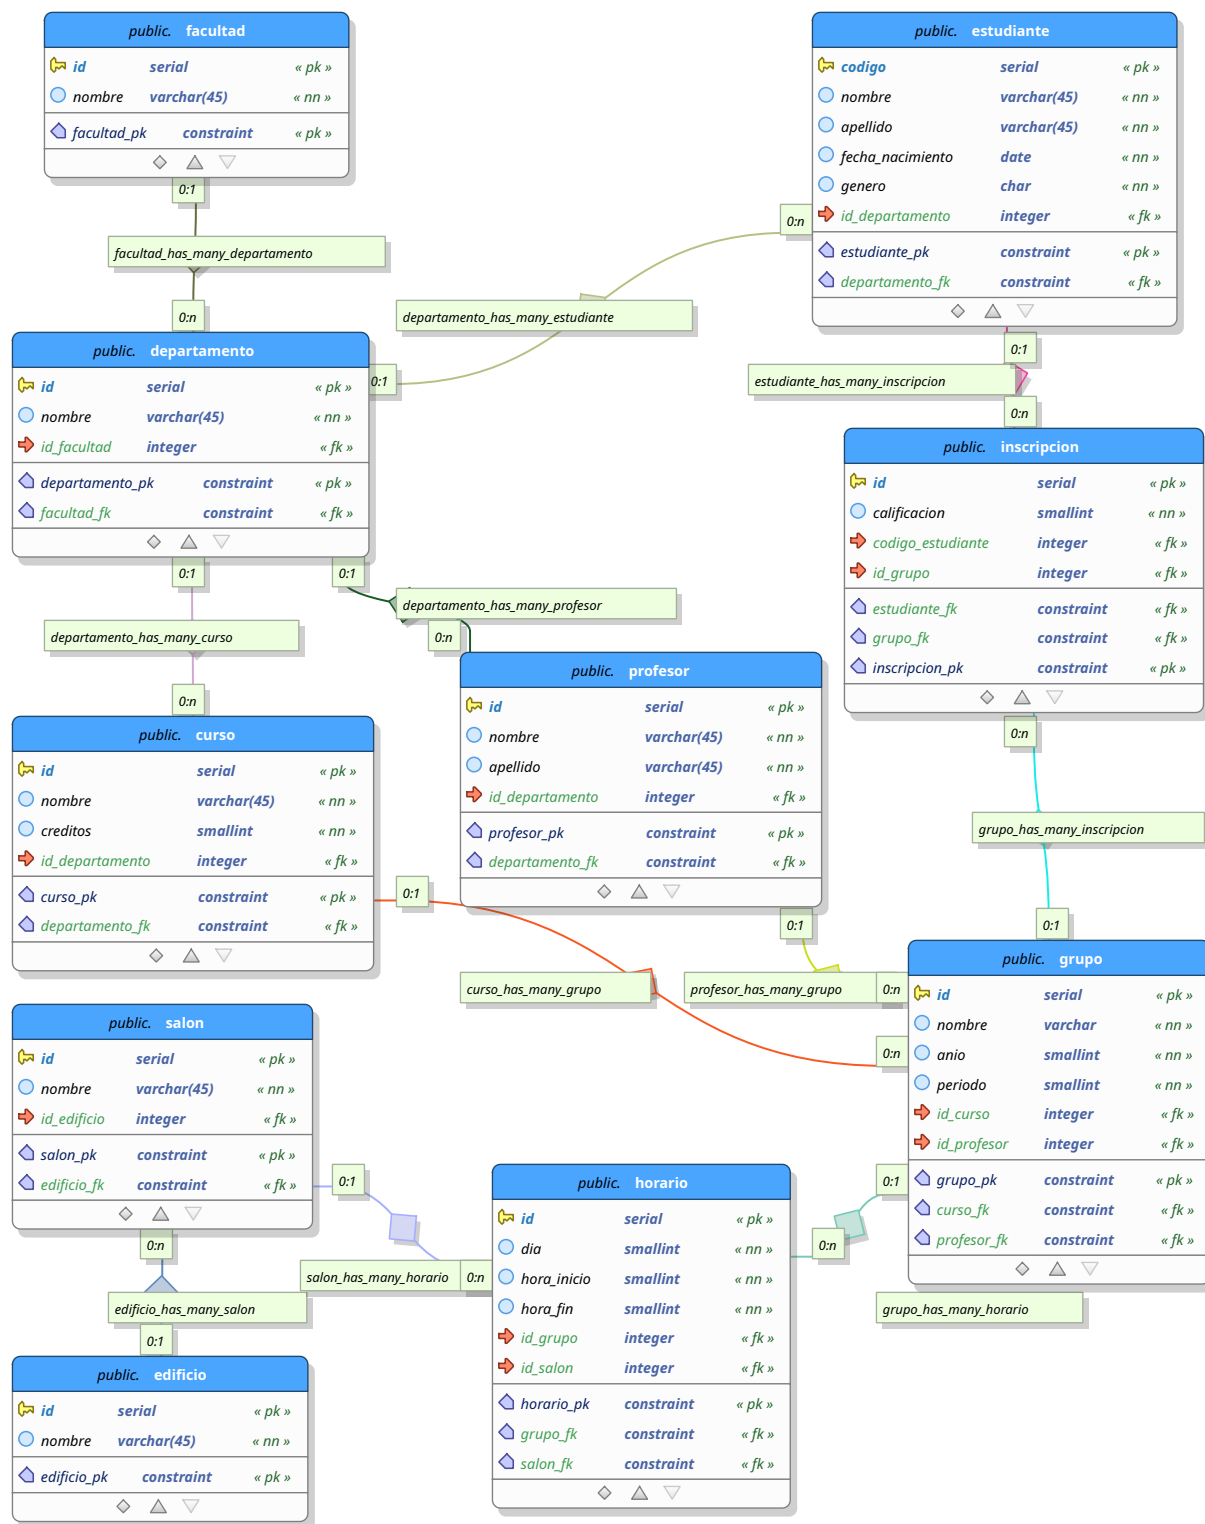 public. facultad
id serial « pk »
nombre varchar(45) « nn »
facultad_pk constraint « pk »
0:1
facultad_has_many_departamento
0:n
public. departamento
id serial « pk »
nombre varchar(45) « nn »
id_facultad integer « fk »
departamento_pk constraint « pk »
facultad_fk constraint « fk »
0:1
departamento_has_many_estudiante
0:n
public. estudiante
codigo serial « pk »
nombre varchar(45) « nn »
apellido varchar(45) « nn »
fecha_nacimiento date « nn »
genero char « nn »
id_departamento integer « fk »
estudiante_pk constraint « pk »
departamento_fk constraint « fk »
0:1
estudiante_has_many_inscripcion
0:n
public. inscripcion
id serial « pk »
calificacion smallint « nn »
codigo_estudiante integer « fk »
id_grupo integer « fk »
estudiante_fk constraint « fk »
grupo_fk constraint « fk »
inscripcion_pk constraint « pk »
0:1
departamento_has_many_curso
0:n
0:1
departamento_has_many_profesor
0:n
public. profesor
id serial « pk »
nombre varchar(45) « nn »
apellido varchar(45) « nn »
id_departamento integer « fk »
profesor_pk constraint « pk »
departamento_fk constraint « fk »
public. curso
id serial « pk »
nombre varchar(45) « nn »
creditos smallint « nn »
id_departamento integer « fk »
curso_pk constraint « pk »
departamento_fk constraint « fk »
0:n
grupo_has_many_inscripcion
0:1
0:1
curso_has_many_grupo
0:n
0:1
profesor_has_many_grupo
0:n
public. grupo
id serial « pk »
nombre varchar « nn »
anio smallint « nn »
periodo smallint « nn »
id_curso integer « fk »
id_profesor integer « fk »
grupo_pk constraint « pk »
curso_fk constraint « fk »
profesor_fk constraint « fk »
public. salon
id serial « pk »
nombre varchar(45) « nn »
id_edificio integer « fk »
salon_pk constraint « pk »
edificio_fk constraint « fk »
0:1
salon_has_many_horario
0:n
0:n
edificio_has_many_salon
0:1
public. horario
id serial « pk »
dia smallint « nn »
hora_inicio smallint « nn »
hora_fin smallint « nn »
id_grupo integer « fk »
id_salon integer « fk »
horario_pk constraint « pk »
grupo_fk constraint « fk »
salon_fk constraint « fk »
0:1
0:n
grupo_has_many_horario
public. edificio
id serial « pk »
nombre varchar(45) « nn »
edificio_pk constraint « pk »